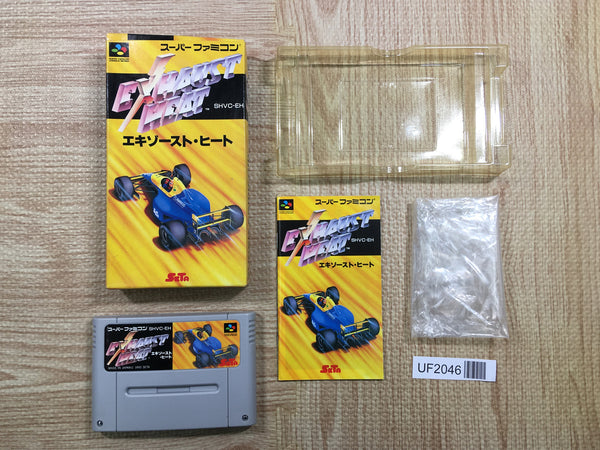 スーパーファミコン
EXHAUST
HEAT
SHVC-EH
エキゾースト・ヒート
SETA
スーパーファミコン
EXHAUST
HEAT
SHVC-EH
エキゾースト・ヒート
SETA
スーパーファミコン SHVC-EH
EXHAUST
HEAT
エキゾースト
・ヒート
SETA
UF2046